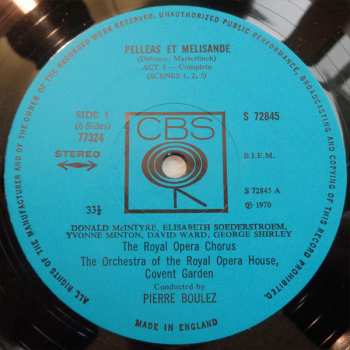 PELLEAS ET MELISANDE
(Debussy, Maeterlinck)
ACT 1 — Complete
(SCENES 1, 2, 3)
SIDE 1
(6 Sides)
77324
STEREO
33⅓
CBS
S 72845
B.I.E.M.
S 72845 A
℗ 1970
DONALD McINTYRE, ELISABETH SOEDERSTROEM,
YVONNE MINTON, DAVID WARD, GEORGE SHIRLEY
The Royal Opera Chorus
The Orchestra of the Royal Opera House,
Covent Garden
Conducted by
PIERRE BOULEZ
MADE IN ENGLAND
ALL RIGHTS OF THE MANUFACTURER AND OF THE OWNER OF THE RECORDED WORK RESERVED. UNAUTHORISED COPYING, PUBLIC PERFORMANCE, BROADCASTING AND COPYING OF THIS RECORD PROHIBITED.